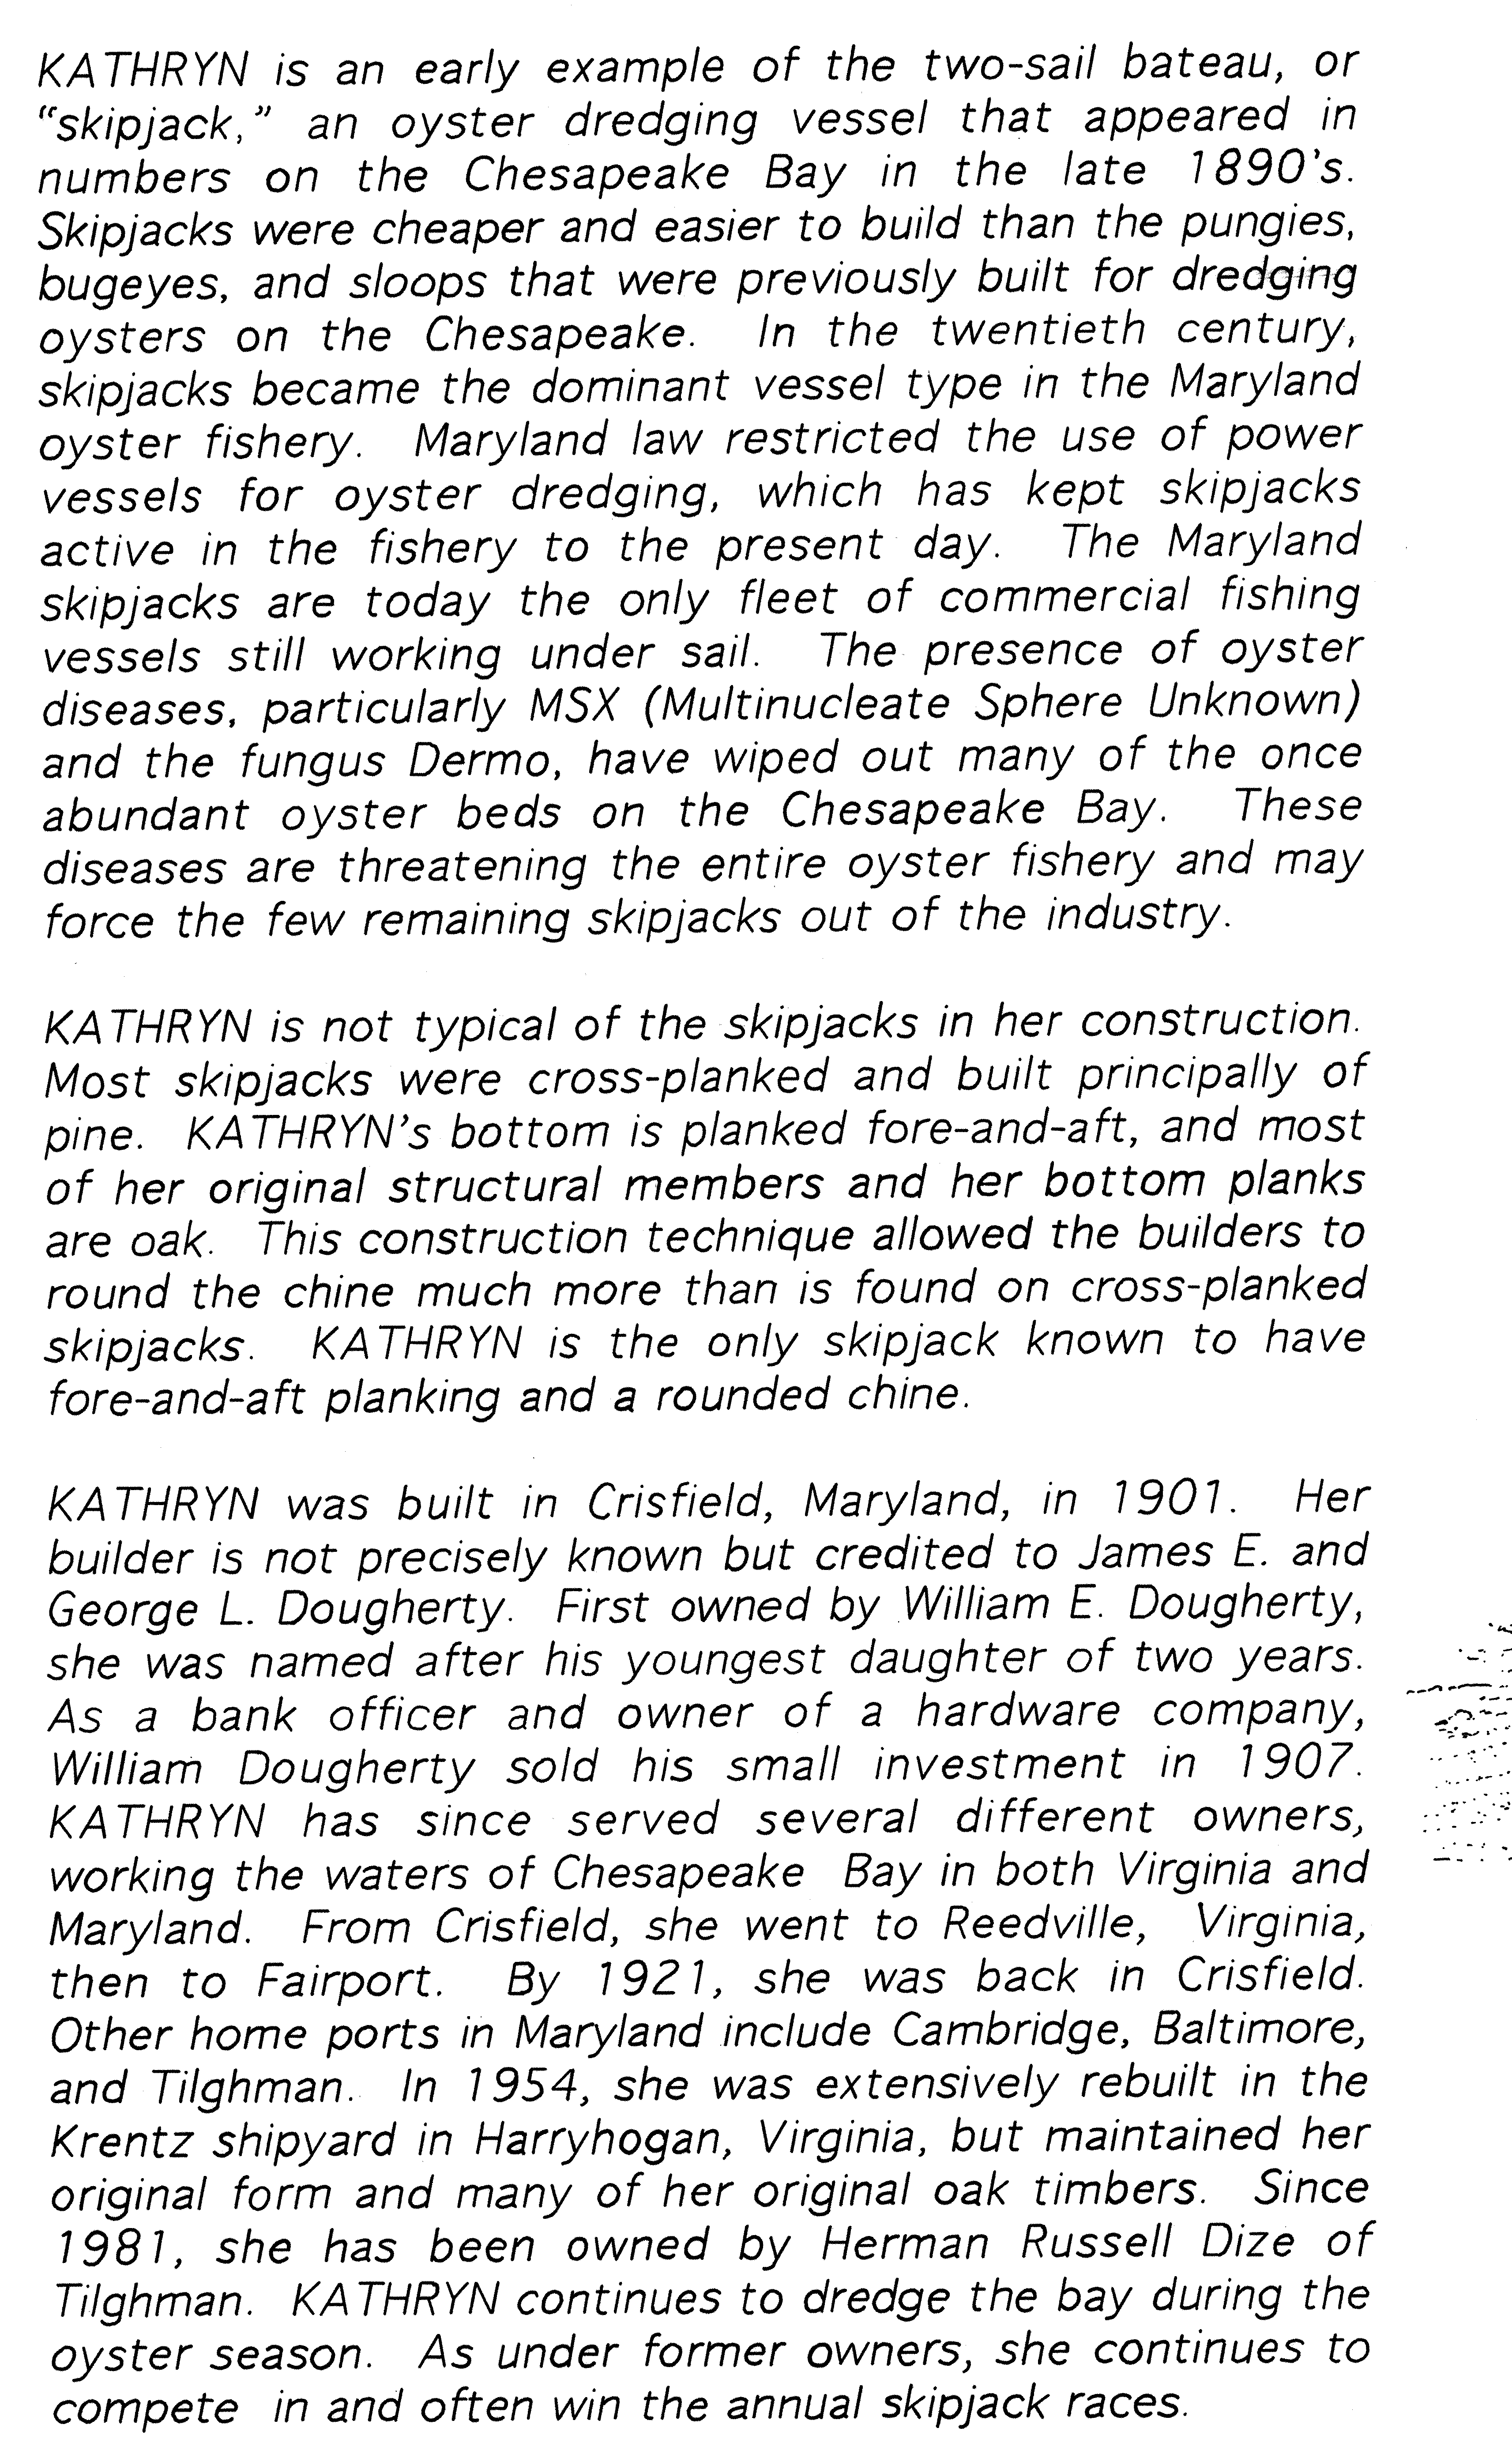 KATHRYN is an early example of the two-sail bateau, or
“skipjack,” an oyster dredging vessel that appeared in
numbers on the Chesapeake Bay in the late 1890's.
Skipjacks were cheaper and easier to build than the pungies,
bugeyes, and sloops that were previously built for dredging
oysters on the Chesapeake. In the twentieth century,
skipjacks became the dominant vessel type in the Maryland
oyster fishery. Maryland law restricted the use of power
vessels for oyster dredging, which has kept skipjacks
active in the fishery to the present day. The Maryland
skipjacks are today the only fleet of commercial fishing
vessels still working under sail. The presence of oyster
diseases, particularly MSX (Multinucleate Sphere Unknown)
and the fungus Dermo, have wiped out many of the once
abundant oyster beds on the Chesapeake Bay. These
diseases are threatening the entire oyster fishery and may
force the few remaining skipjacks out of the industry.
KATHRYN is not typical of the skipjacks in her construction.
Most skipjacks were cross-planked and built principally of
pine. KATHRYN's bottom is planked fore-and-aft, and most
of her original structural members and her bottom planks
are oak. This construction technique allowed the builders to
round the chine much more than is found on cross-planked
skipjacks. KATHRYN is the only skipjack known to have
fore-and-aft planking and a rounded chine.
KATHRYN was built in Crisfield, Maryland, in 1901. Her
builder is not precisely known but credited to James E. and
George L. Dougherty. First owned by William E. Dougherty,
she was named after his youngest daughter of two years.
As a bank officer and owner of a hardware company,
William Dougherty sold his small investment in 1907.
KATHRYN has since served several different owners,
working the waters of Chesapeake Bay in both Virginia and
Maryland. From Crisfield, she went to Reedville, Virginia,
then to Fairport. By 1921, she was back in Crisfield.
Other home ports in Maryland include Cambridge, Baltimore,
and Tilghman. In 1954, she was extensively rebuilt in the
Krentz shipyard in Harryhogan, Virginia, but maintained her
original form and many of her original oak timbers. Since
1981, she has been owned by Herman Russell Dize of
Tilghman. KATHRYN continues to dredge the bay during the
oyster season. As under former owners, she continues to
compete in and often win the annual skipjack races.